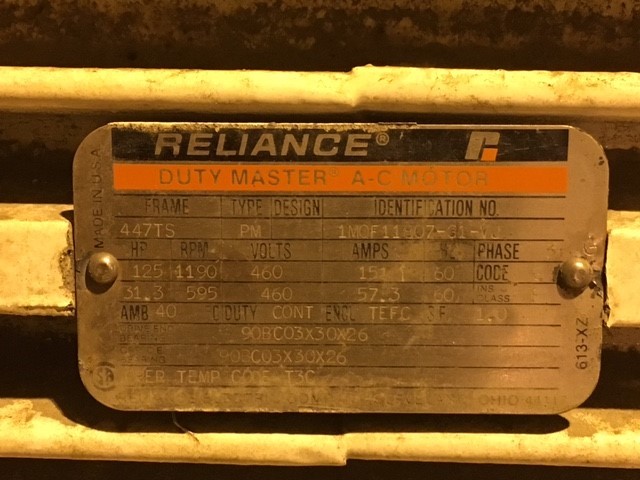 RELIANCE®
DUTY MASTER® A-C MOTOR
MADE IN U.S.A.
FRAME TYPE DESIGN IDENTIFICATION NO.
447TS PM
HP RPM VOLTS AMPS PHASE
125 1190 460 60 CODE
31.3 595 460 57.3 60 INS. CLASS
AMB 40 DUTY CONT ENCL TEFC S.F. 1.0
90BC03X30X26
90BC03X30X26
TEMP CODE T3C
OHIO
613-XZ